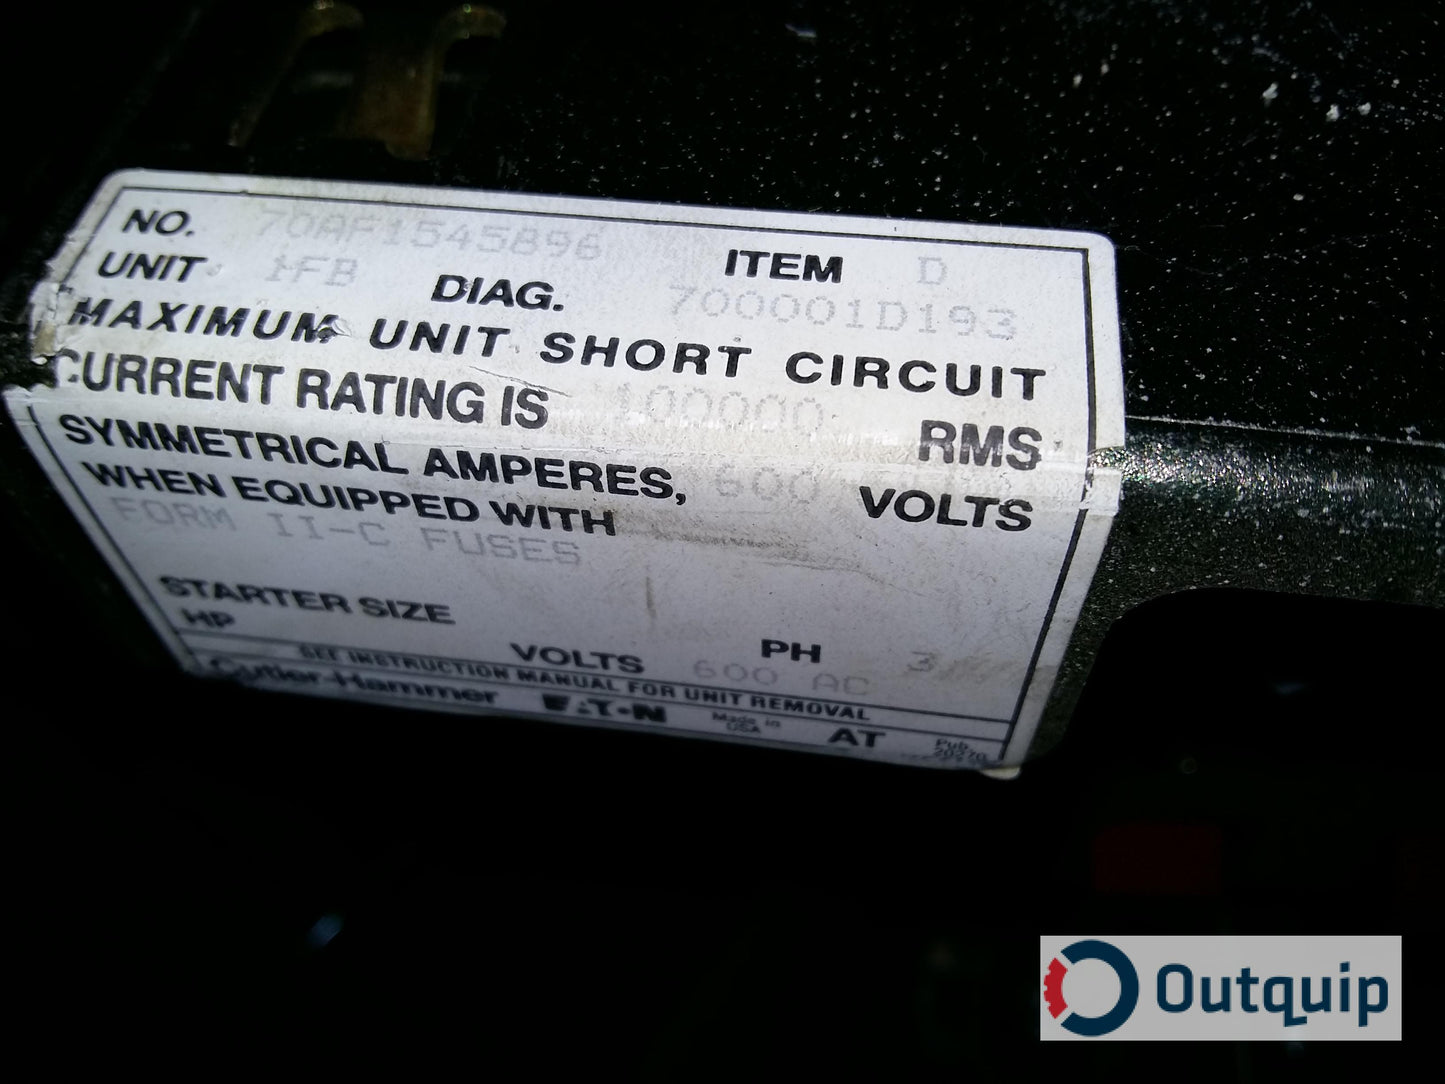 NO. 70AF1545896 ITEM D
UNIT 1FB DIAG. 700001D193
MAXIMUM UNIT SHORT CIRCUIT
CURRENT RATING IS 100000 RMS
SYMMETRICAL AMPERES, 600 VOLTS
WHEN EQUIPPED WITH
FORM II-C FUSES
STARTER SIZE
HP VOLTS 600 AC PH 3
SEE INSTRUCTION MANUAL FOR UNIT REMOVAL
Cutler-Hammer EATON Made in USA AT Pub. 20270
Outquip